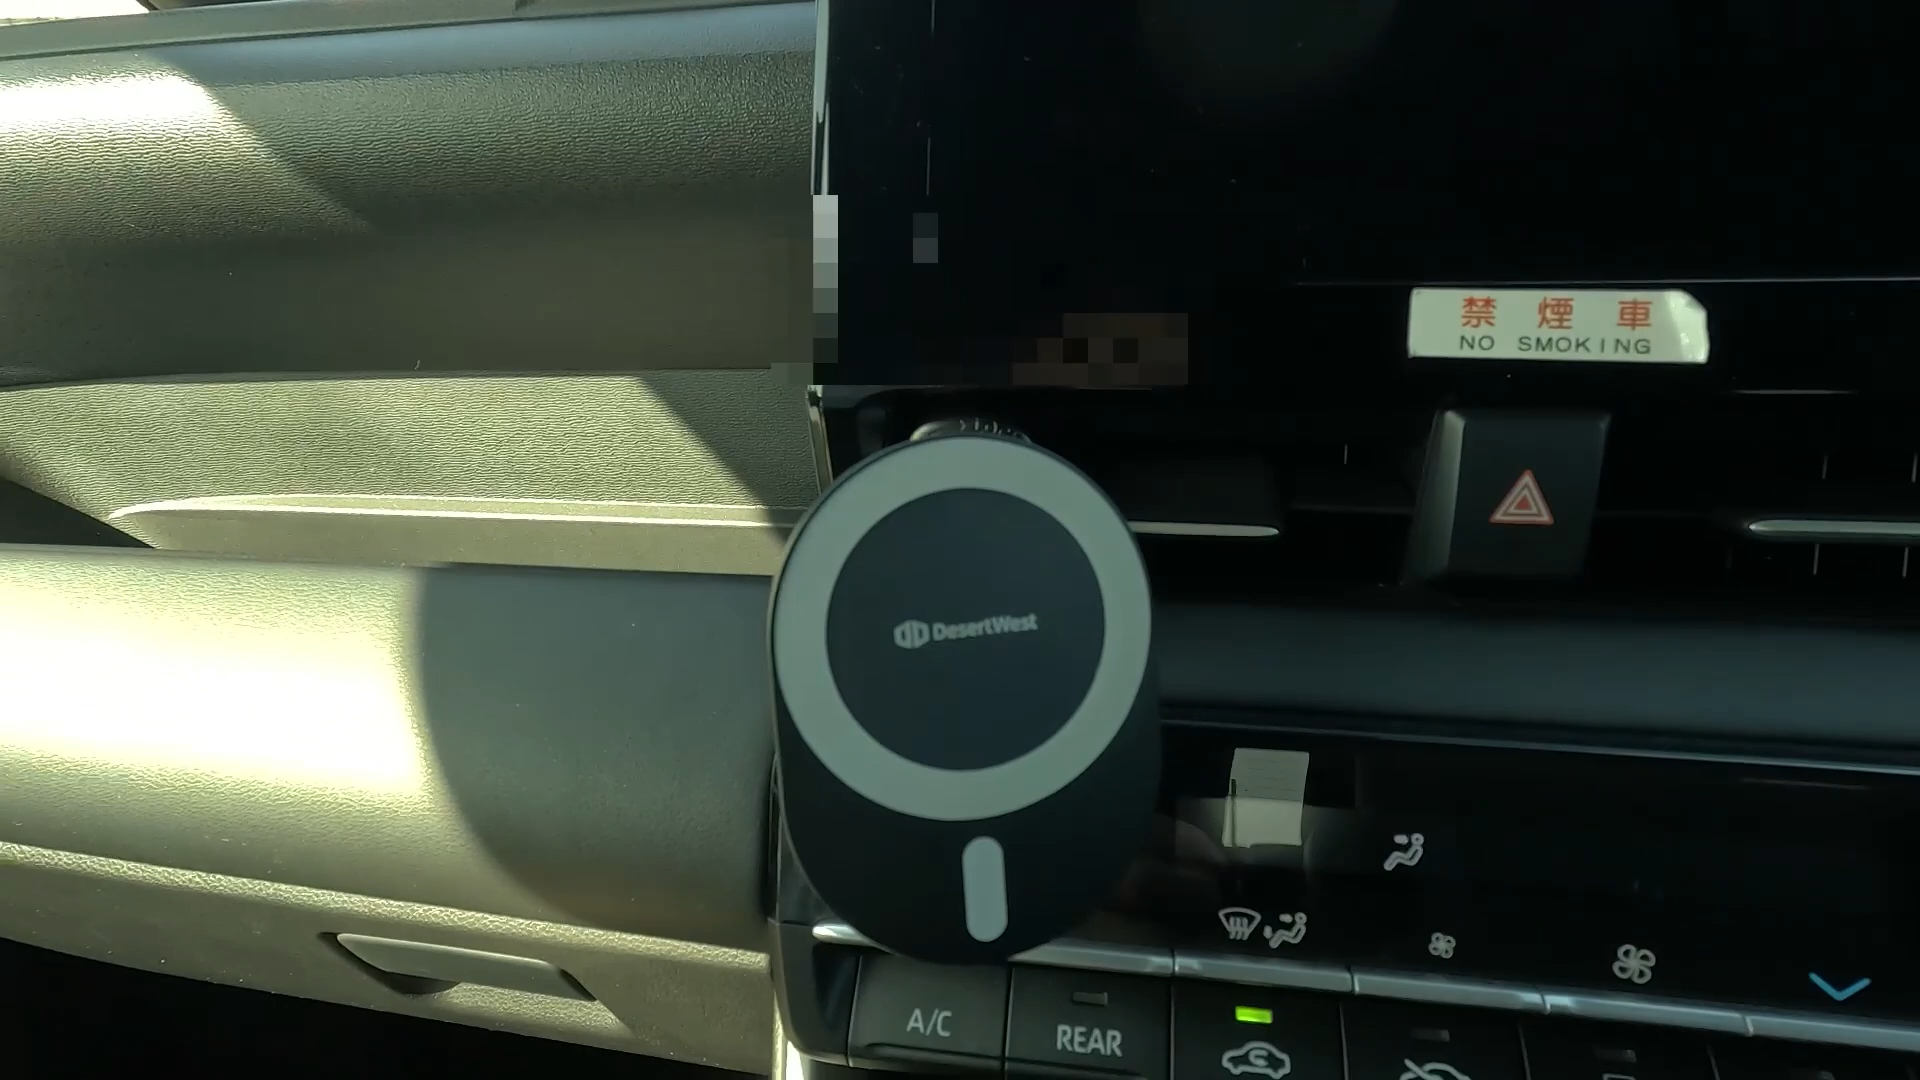 禁煙車
NO SMOKING
DesertWest
A/C
REAR